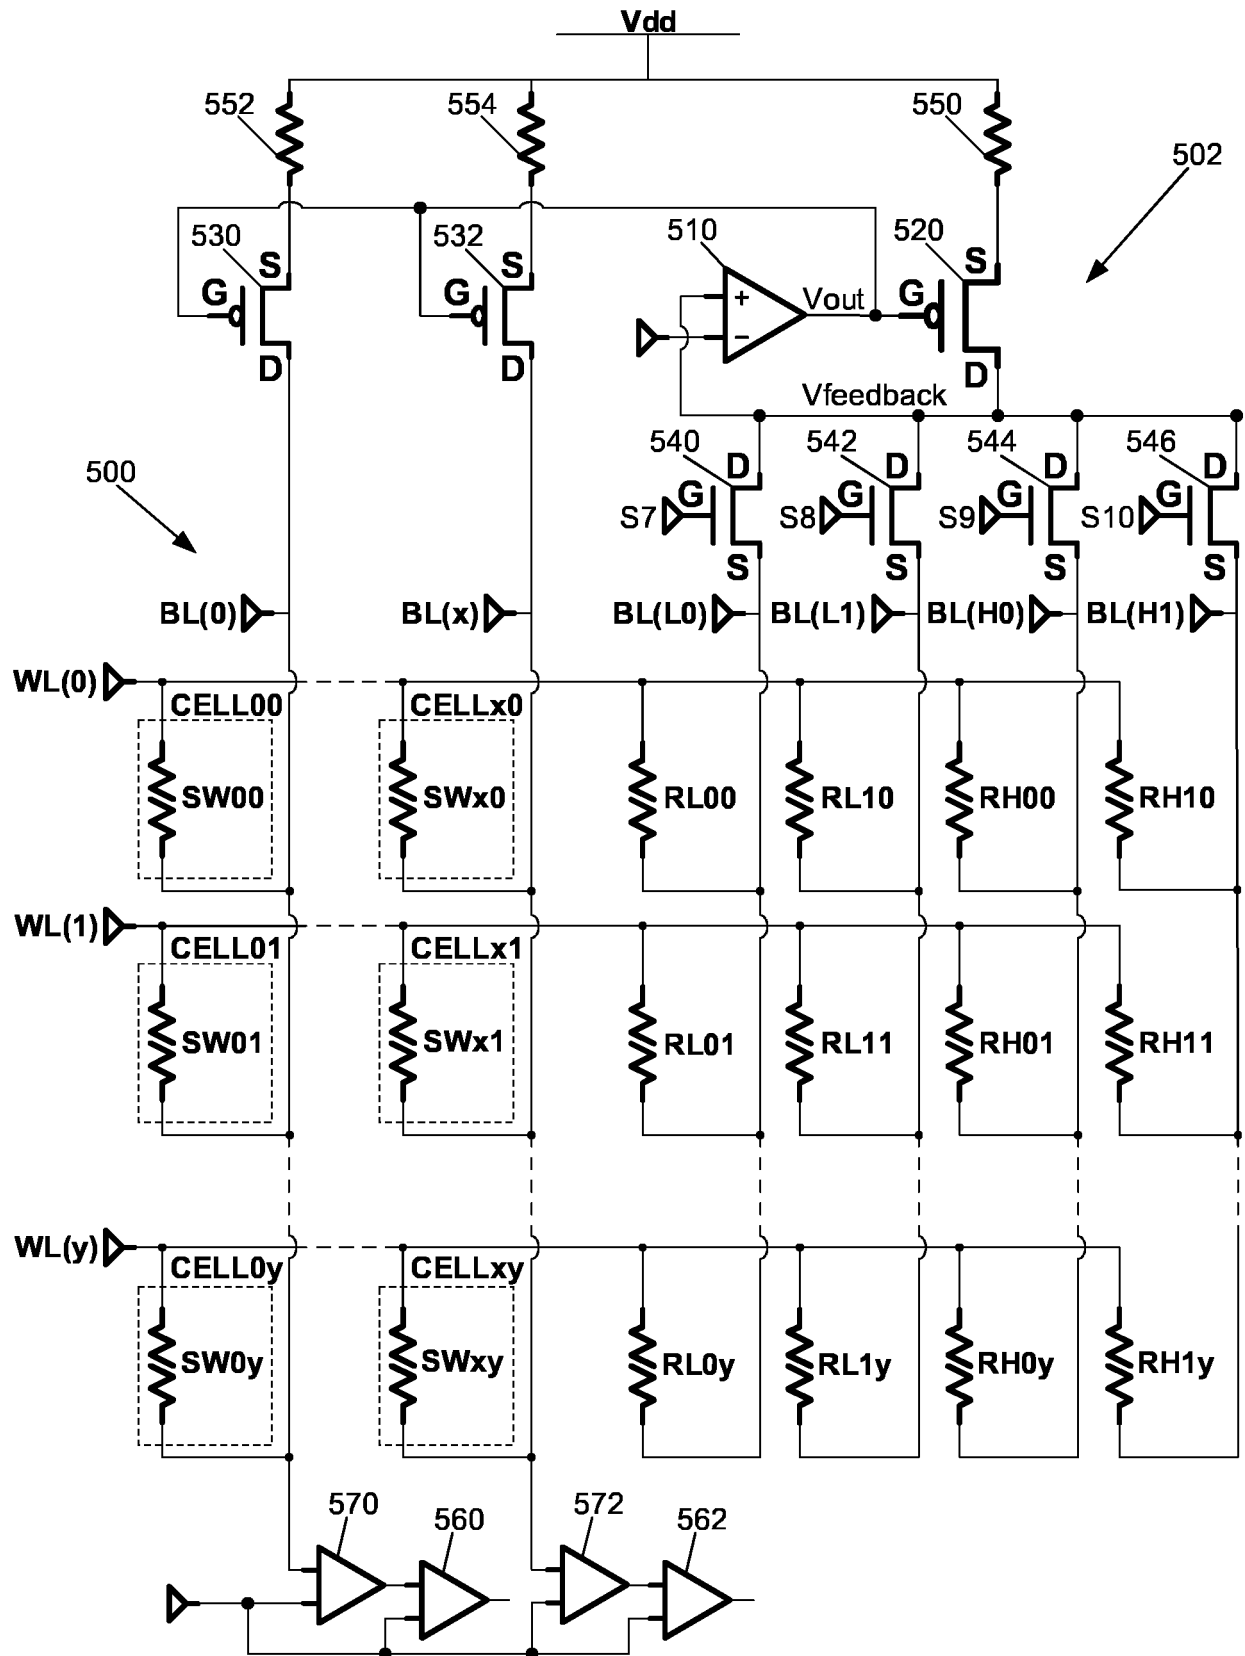 Vdd
552
554
550
502
530
532
510
520
S
S
S
G
G
+
Vout
G
−
D
D
D
Vfeedback
540
542
544
546
500
D
D
D
D
G
G
G
G
S7
S8
S9
S10
S
S
S
S
BL(0)
BL(x)
BL(L0)
BL(L1)
BL(H0)
BL(H1)
WL(0)
CELL00
CELLx0
SW00
SWx0
RL00
RL10
RH00
RH10
WL(1)
CELL01
CELLx1
SW01
SWx1
RL01
RL11
RH01
RH11
WL(y)
CELL0y
CELLxy
SW0y
SWxy
RL0y
RL1y
RH0y
RH1y
570
560
572
562